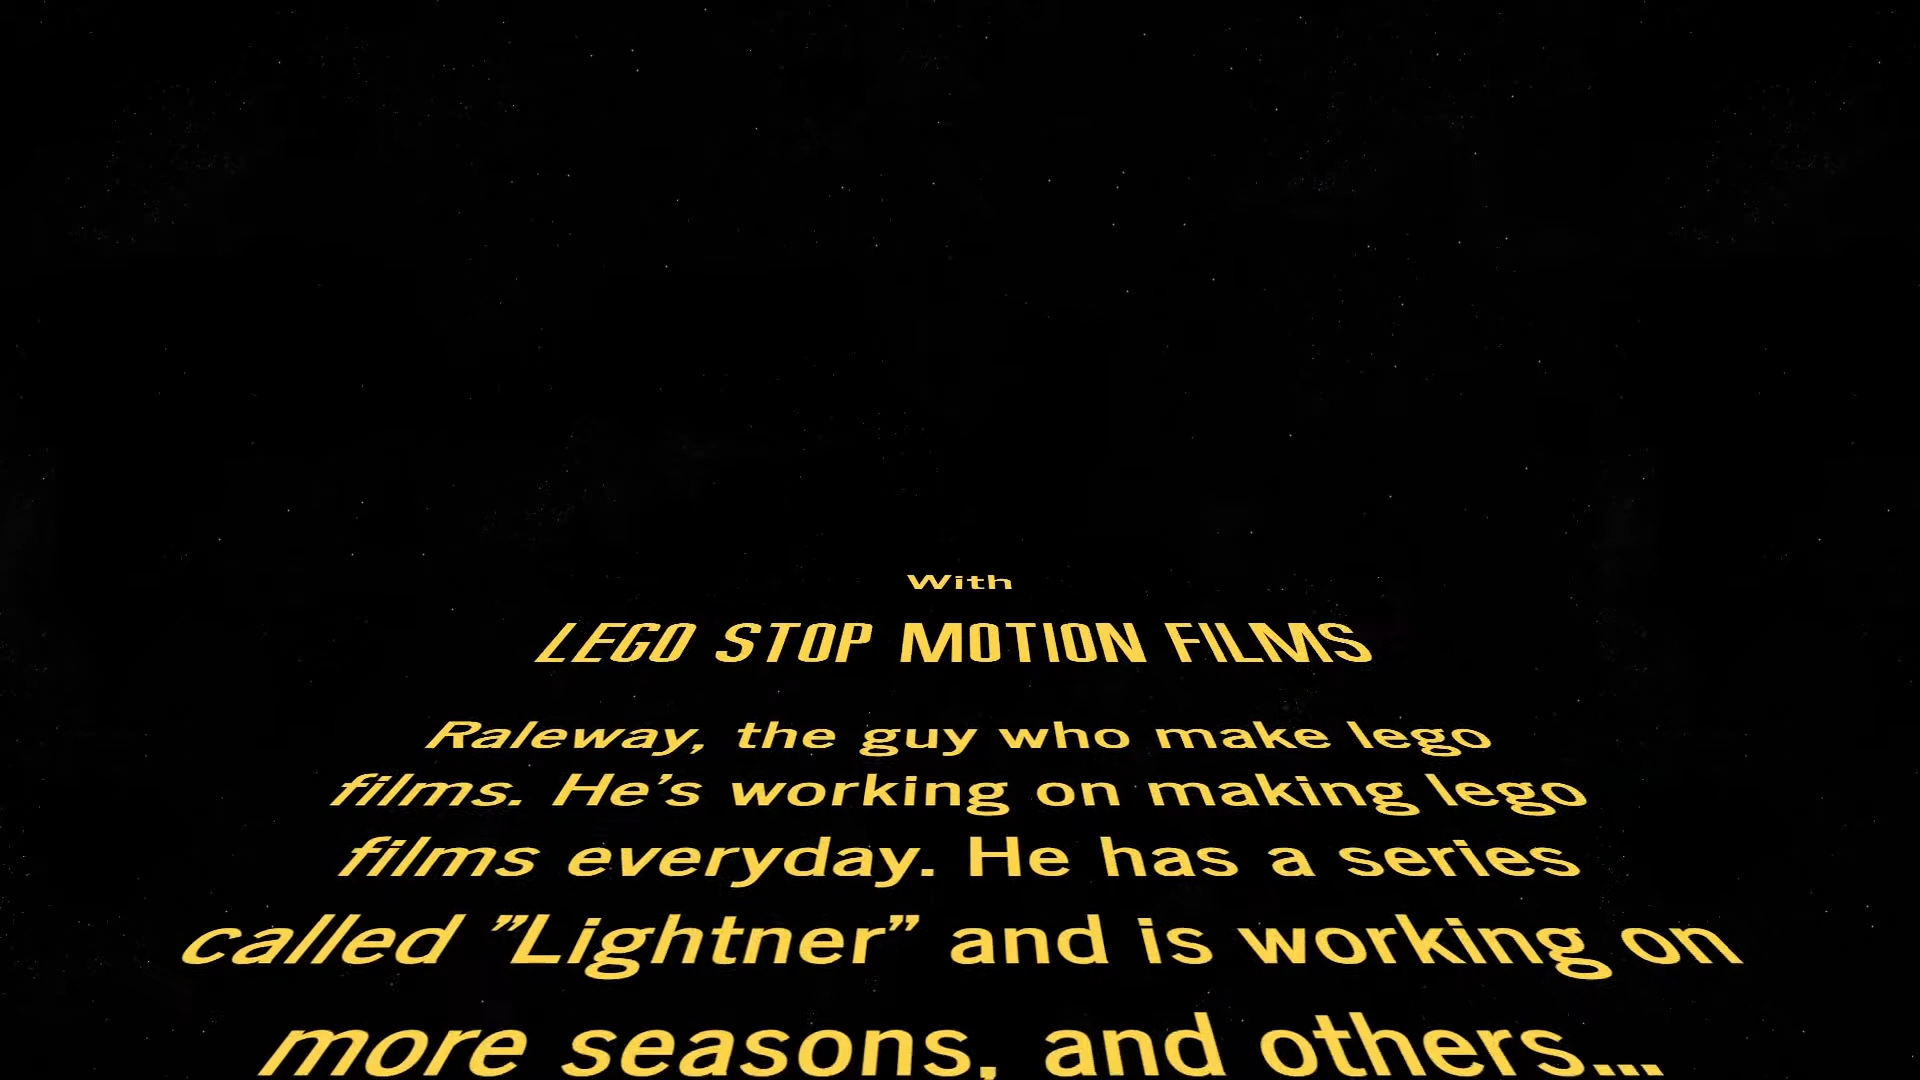 With
LEGO STOP MOTION FILMS
Raleway, the guy who make lego
films. He’s working on making lego
films everyday. He has a series
called ”Lightner” and is working on
more seasons, and others...